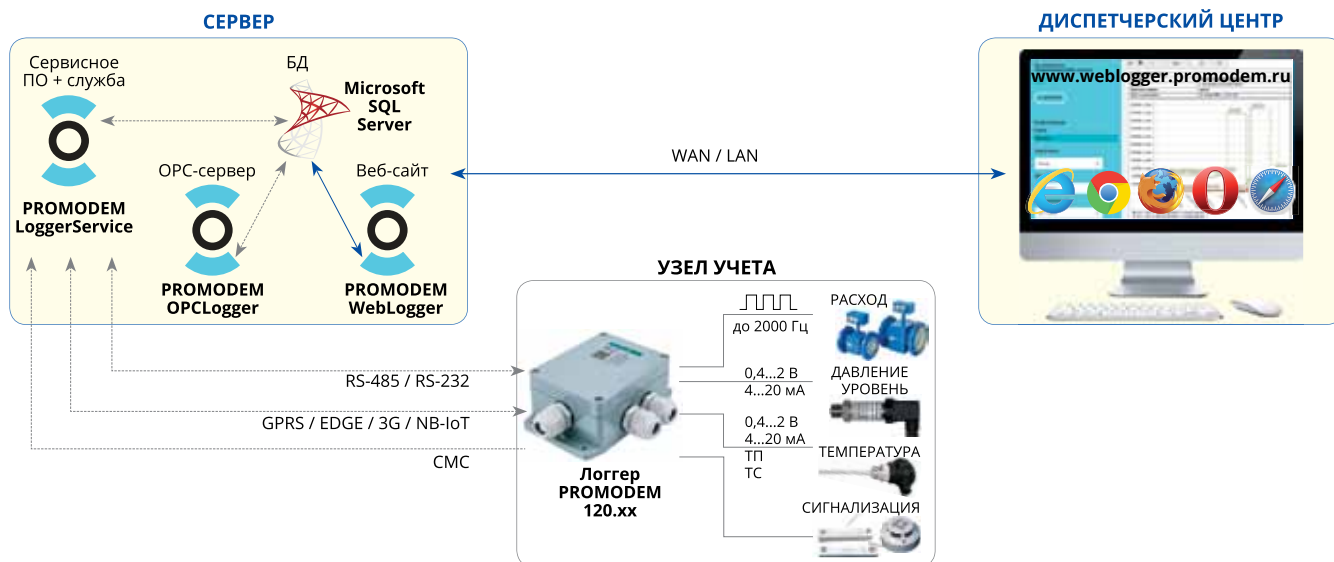 СЕРВЕР
Сервисное
ПО + служба
БД
Microsoft
SQL
Server
OPC-сервер
Веб-сайт
PROMODEM
LoggerService
PROMODEM
OPCLogger
PROMODEM
WebLogger
WAN / LAN
ДИСПЕТЧЕРСКИЙ ЦЕНТР
www.weblogger.promodem.ru
RS-485 / RS-232
GPRS / EDGE / 3G / NB-IoT
СМС
УЗЕЛ УЧЕТА
Логгер
PROMODEM
120.xx
до 2000 Гц
РАСХОД
0,4...2 В
4...20 мА
ДАВЛЕНИЕ
УРОВЕНЬ
0,4...2 В
4...20 мА
ТП
ТС
ТЕМПЕРАТУРА
СИГНАЛИЗАЦИЯ